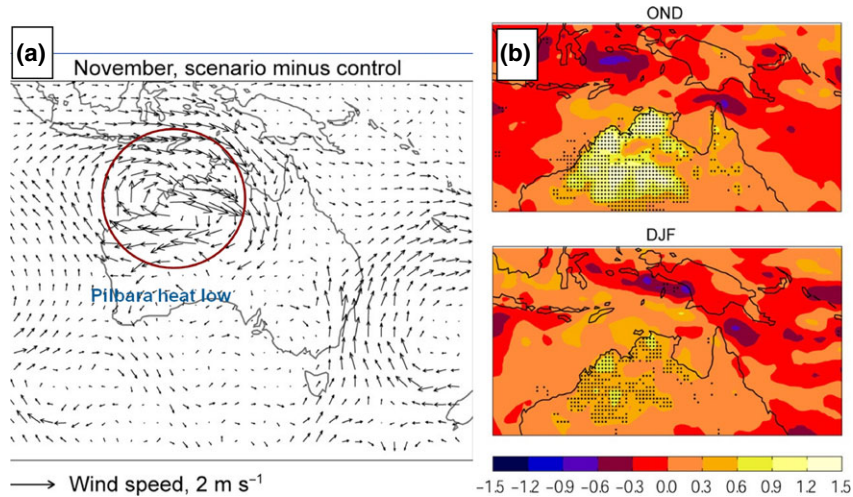 (a)
November, scenario minus control
Pilbara heat low
Wind speed, 2 m s⁻¹
(b)
OND
DJF
−1.5 −1.2 −0.9 −0.6 −0.3 0.0 0.3 0.6 0.9 1.2 1.5